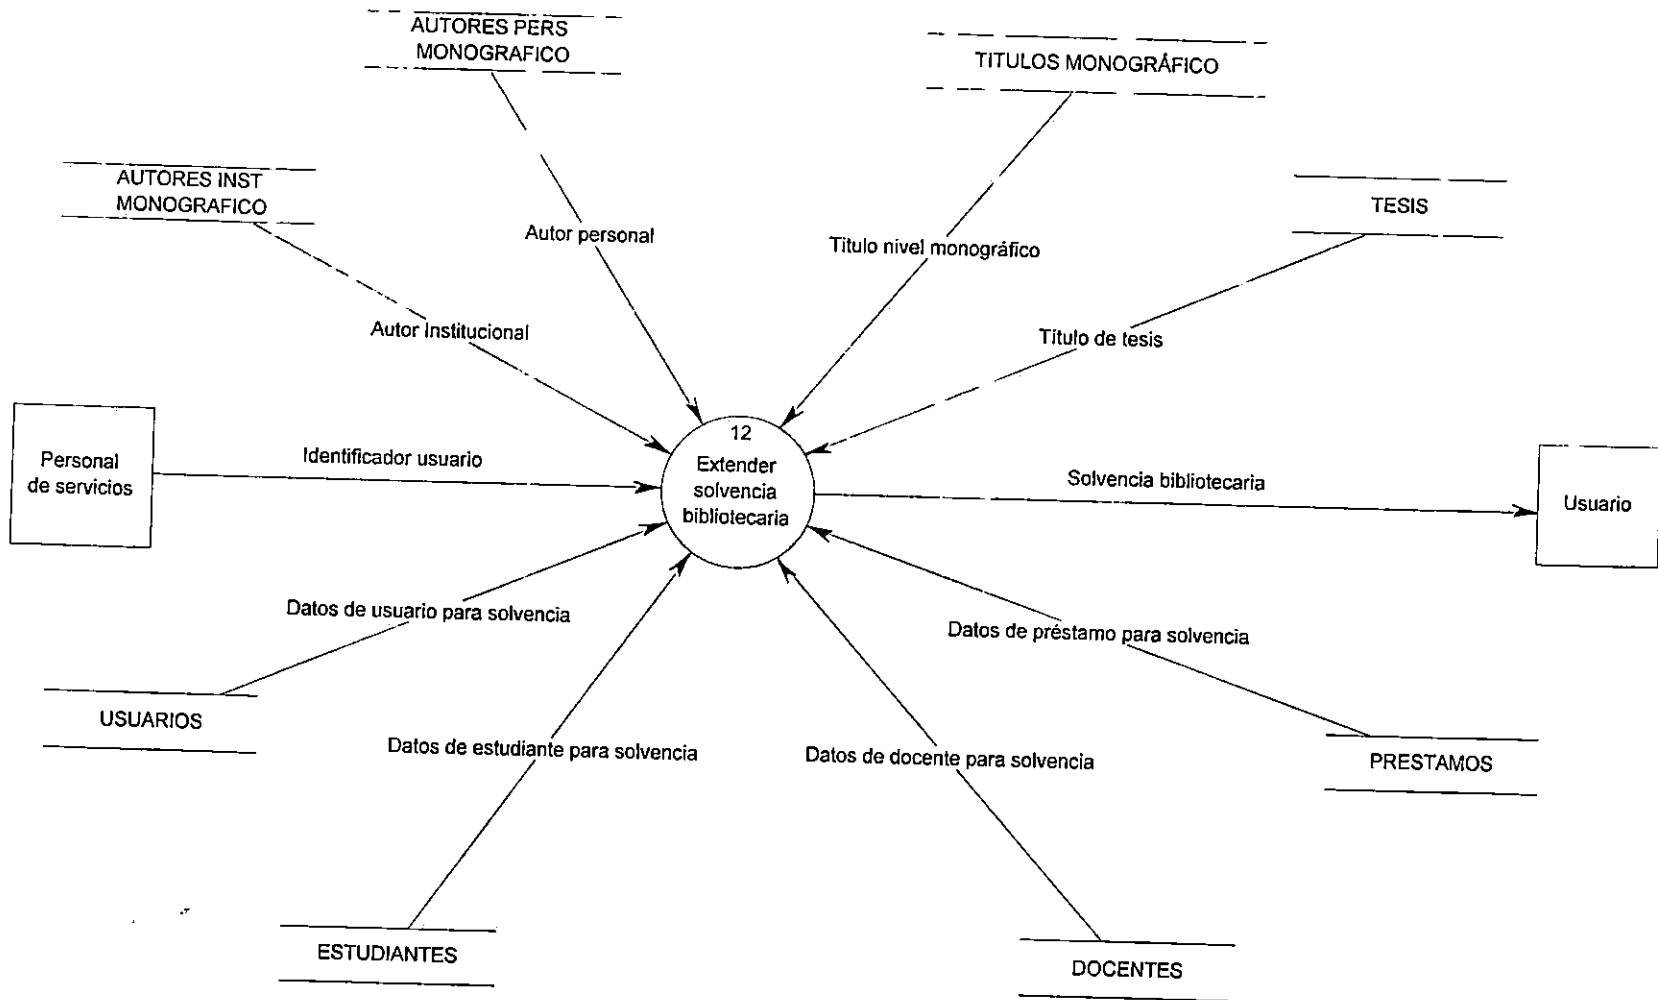 AUTORES PERS
MONOGRAFICO
TITULOS MONOGRÁFICO
AUTORES INST
MONOGRAFICO
TESIS
Autor personal
Titulo nivel monográfico
Autor Institucional
Título de tesis
Personal
de servicios
Identificador usuario
12
Extender
solvencia
bibliotecaria
Solvencia bibliotecaria
Usuario
Datos de usuario para solvencia
Datos de préstamo para solvencia
USUARIOS
Datos de estudiante para solvencia
Datos de docente para solvencia
PRESTAMOS
ESTUDIANTES
DOCENTES